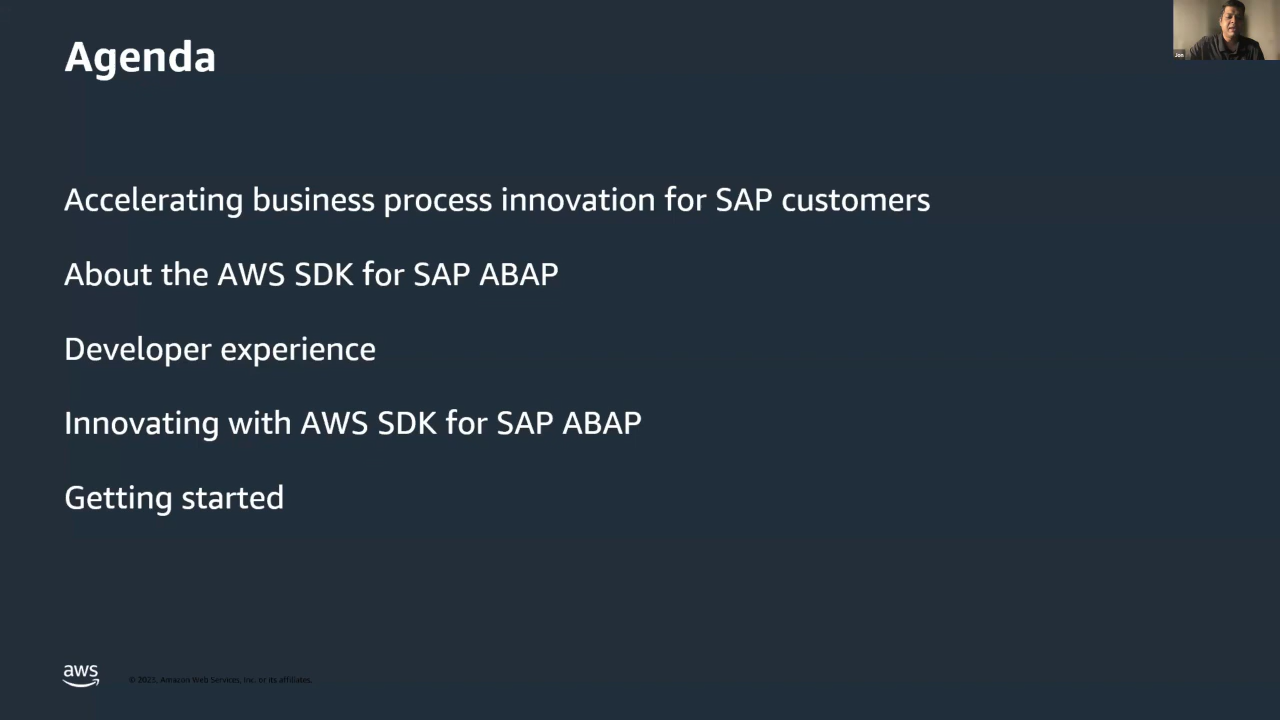 Agenda
Jon
Accelerating business process innovation for SAP customers
About the AWS SDK for SAP ABAP
Developer experience
Innovating with AWS SDK for SAP ABAP
Getting started
aws
© 2023, Amazon Web Services, Inc. or its affiliates.